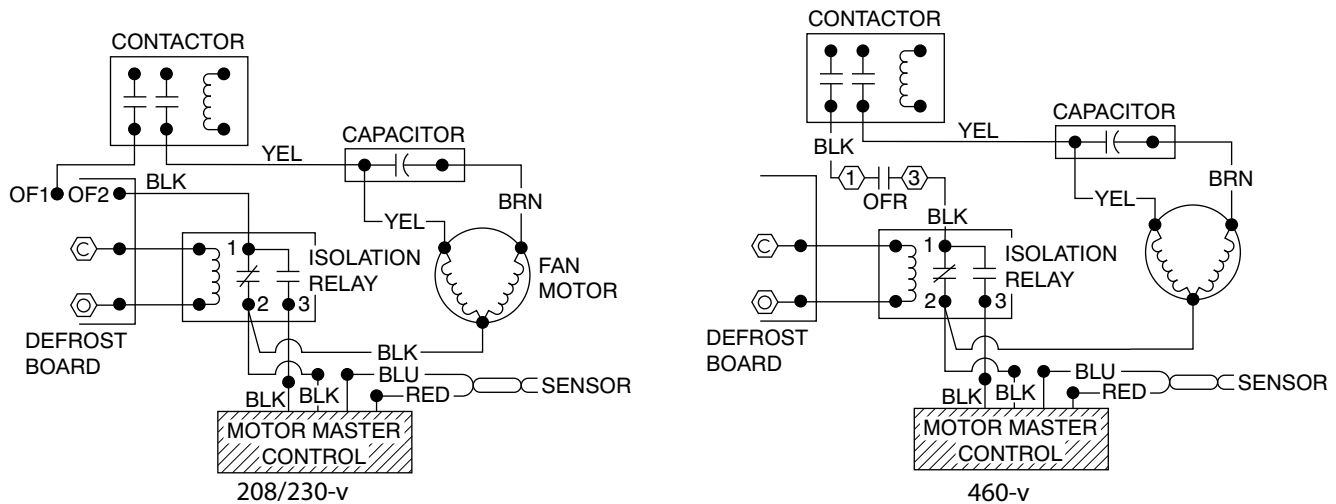 CONTACTOR
CAPACITOR
YEL
OF1
OF2
BLK
YEL
BRN
C
1
ISOLATION
RELAY
FAN
MOTOR
O
2
3
DEFROST
BOARD
BLK
BLU
SENSOR
BLK
BLK
RED
MOTOR MASTER
CONTROL
208/230-v
CONTACTOR
CAPACITOR
YEL
BLK
1
3
OFR
YEL
BRN
BLK
C
1
ISOLATION
RELAY
O
2
3
DEFROST
BOARD
BLU
SENSOR
BLK
BLK
RED
MOTOR MASTER
CONTROL
460-v